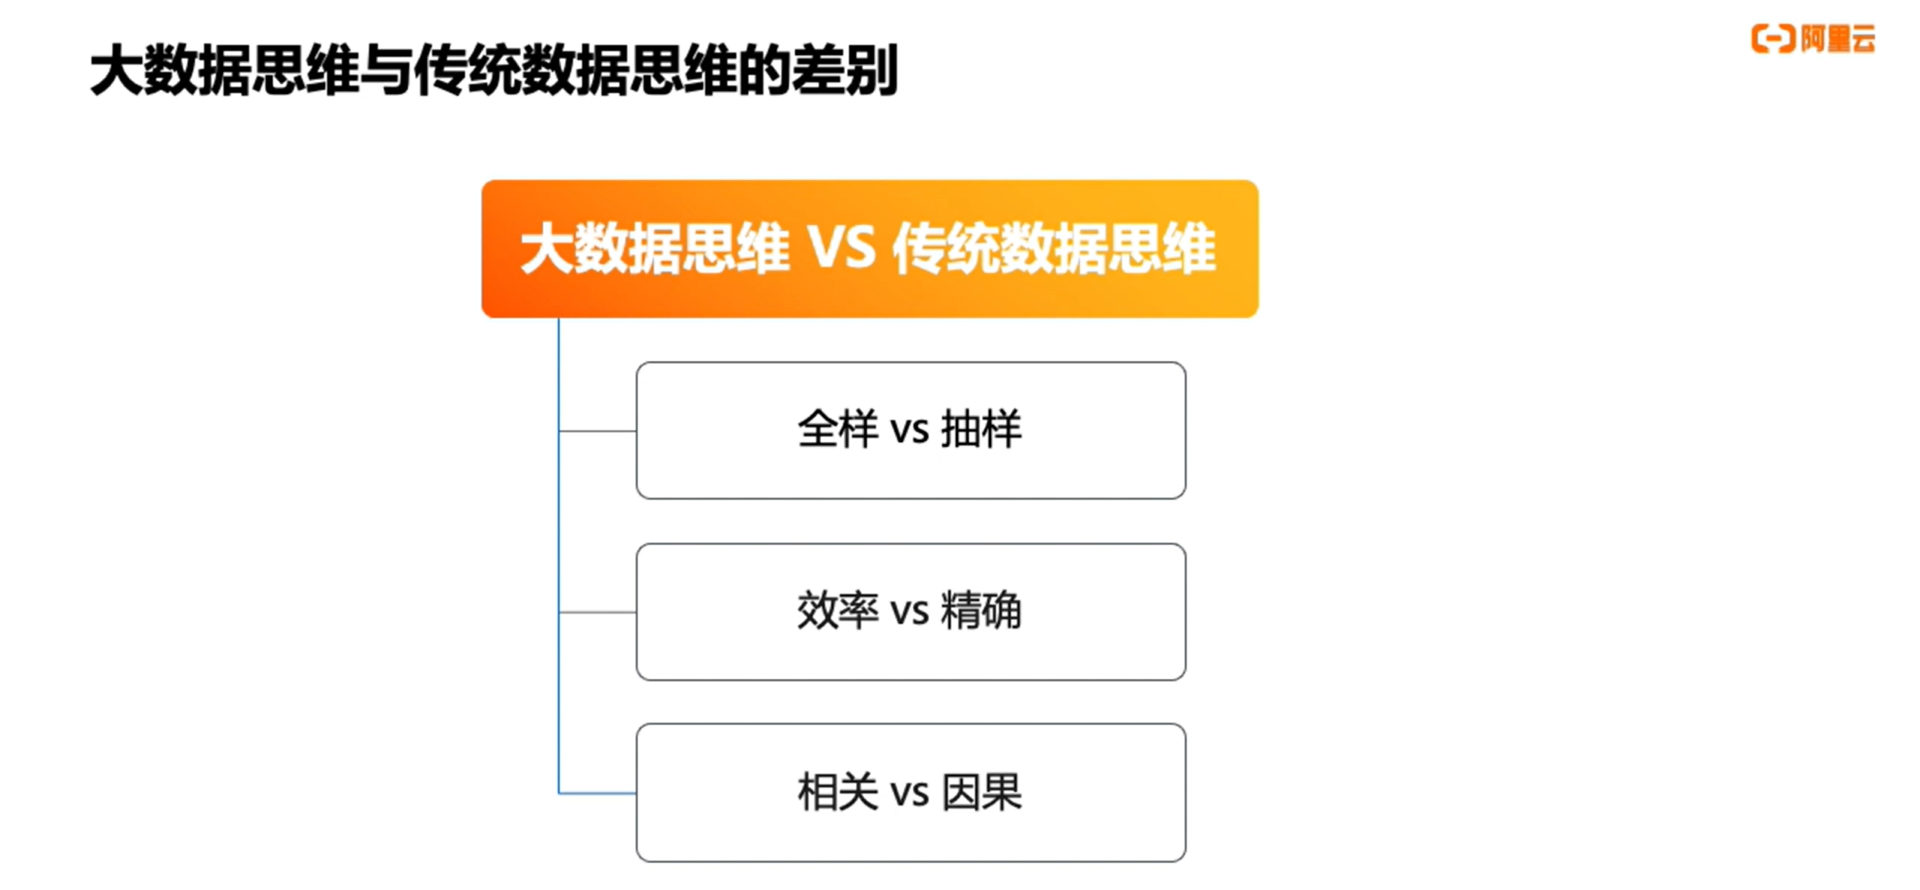 大数据思维与传统数据思维的差别
阿里云
大数据思维 VS 传统数据思维
全样 vs 抽样
效率 vs 精确
相关 vs 因果